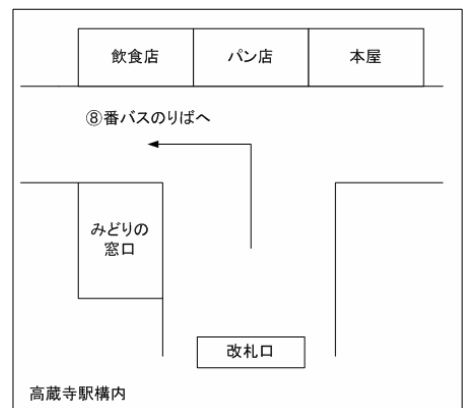 飲食店
パン店
本屋
⑧番バスのりばへ
みどりの
窓口
改札口
高蔵寺駅構内